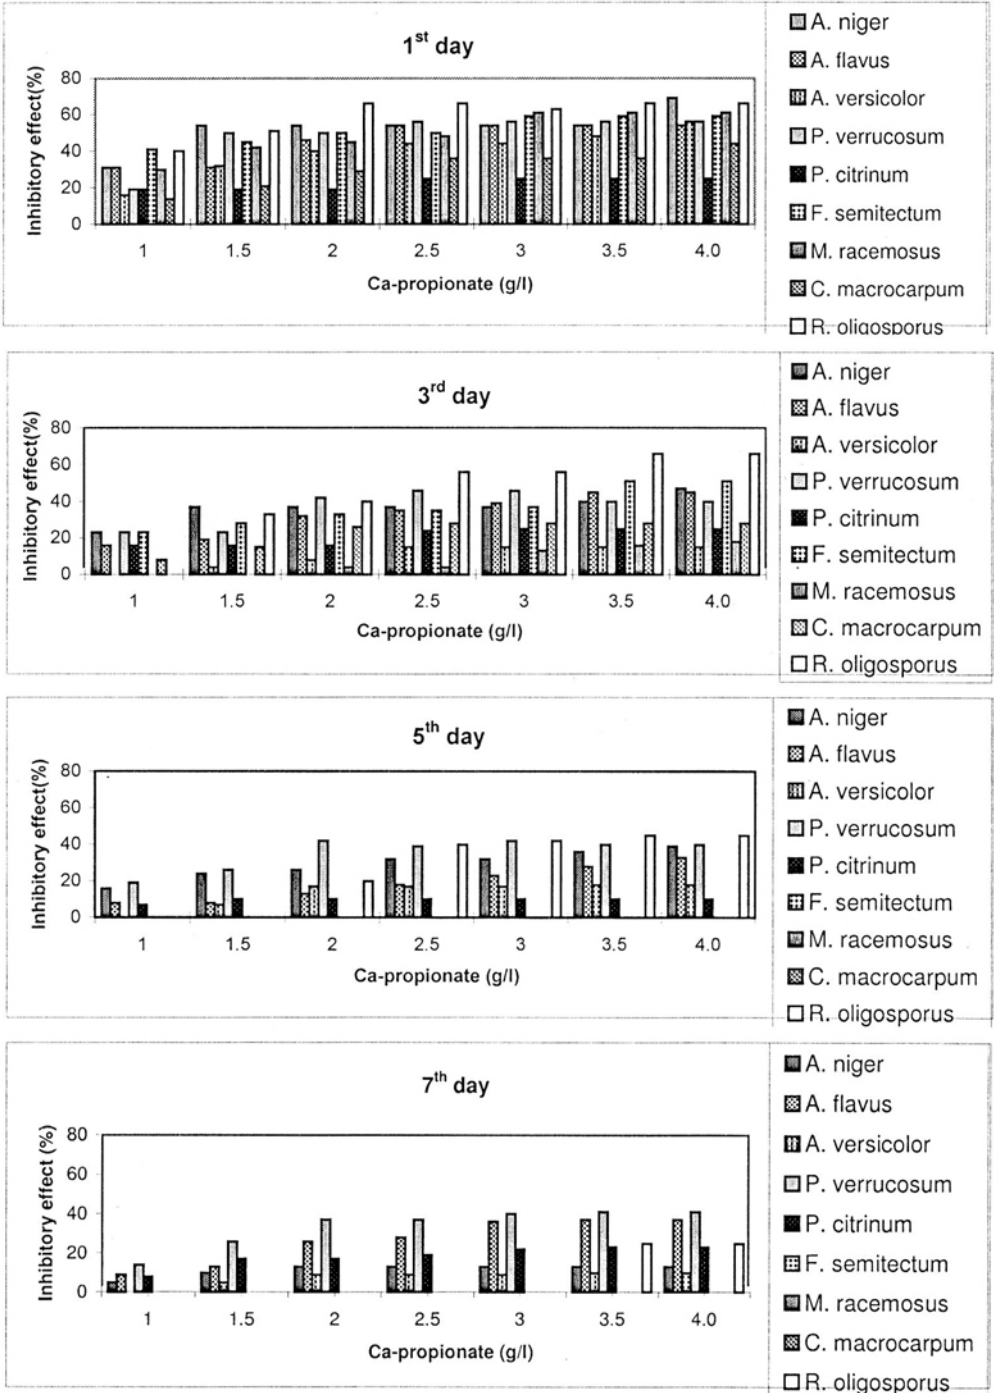 1st day
Inhibitory effect(%)
80
60
40
20
0
1 1.5 2 2.5 3 3.5 4.0
Ca-propionate (g/l)
A. niger
A. flavus
A. versicolor
P. verrucosum
P. citrinum
F. semitectum
M. racemosus
C. macrocarpum
R. oligosporus
3rd day
Inhibitory effect(%)
80
60
40
20
0
1 1.5 2 2.5 3 3.5 4.0
Ca-propionate (g/l)
A. niger
A. flavus
A. versicolor
P. verrucosum
P. citrinum
F. semitectum
M. racemosus
C. macrocarpum
R. oligosporus
5th day
Inhibitory effect(%)
80
60
40
20
0
1 1.5 2 2.5 3 3.5 4.0
Ca-propionate (g/l)
A. niger
A. flavus
A. versicolor
P. verrucosum
P. citrinum
F. semitectum
M. racemosus
C. macrocarpum
R. oligosporus
7th day
Inhibitory effect (%)
80
60
40
20
0
1 1.5 2 2.5 3 3.5 4.0
Ca-propionate (g/l)
A. niger
A. flavus
A. versicolor
P. verrucosum
P. citrinum
F. semitectum
M. racemosus
C. macrocarpum
R. oligosporus